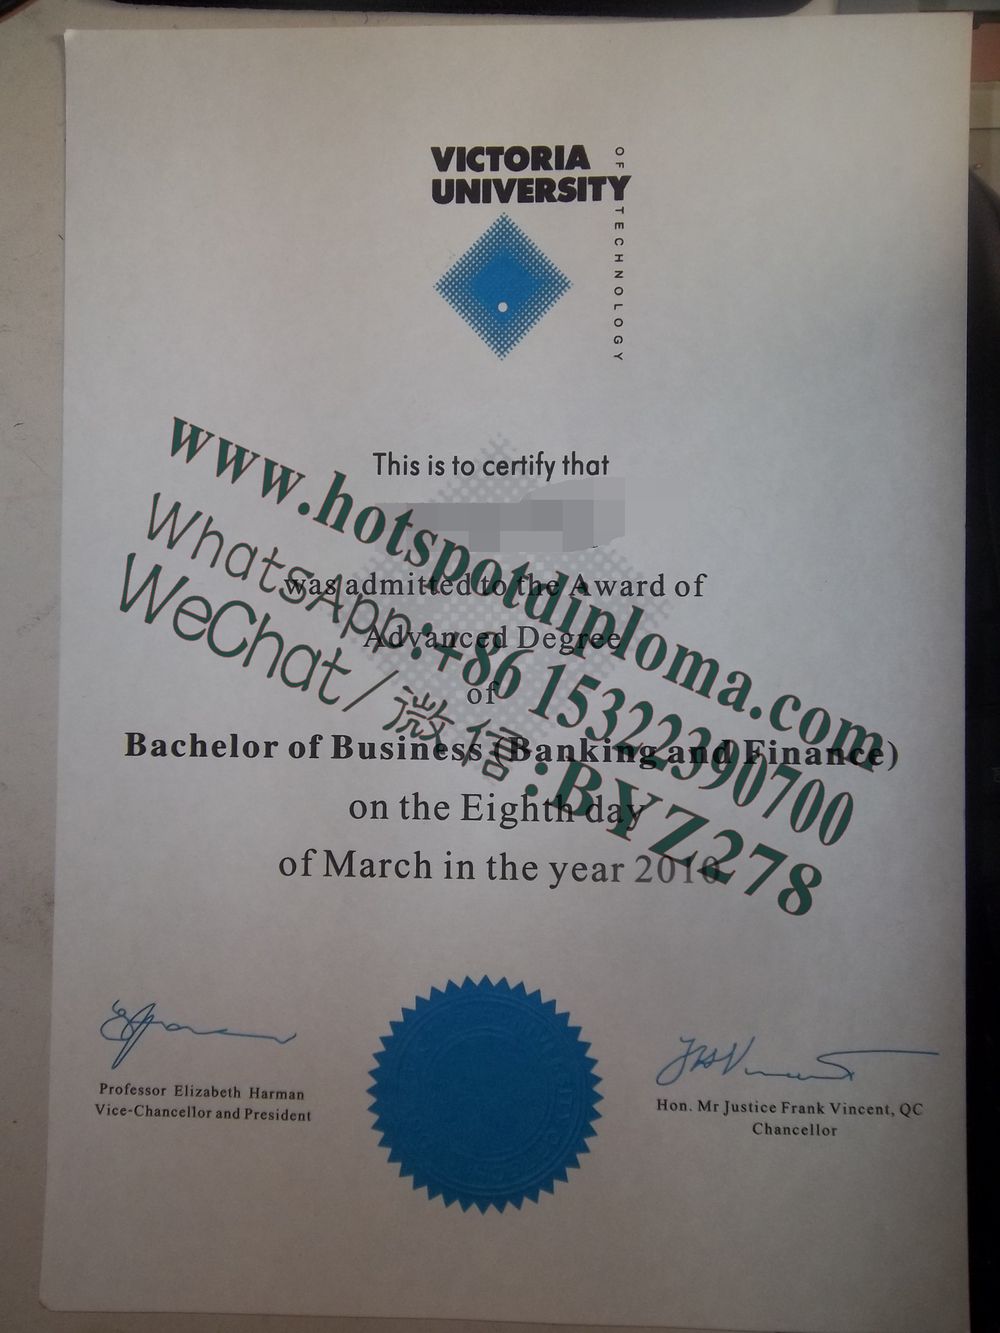 VICTORIA
UNIVERSITY
OF TECHNOLOGY
This is to certify that
was admitted to the Award of
Advanced Degree
of
Bachelor of Business (Banking and Finance)
on the Eighth day
of March in the year 2010
www.hotspotdiploma.com
WhatsApp:+86 15322390700
WeChat/微信:BYZ278
Professor Elizabeth Harman
Vice-Chancellor and President
Hon. Mr Justice Frank Vincent, QC
Chancellor